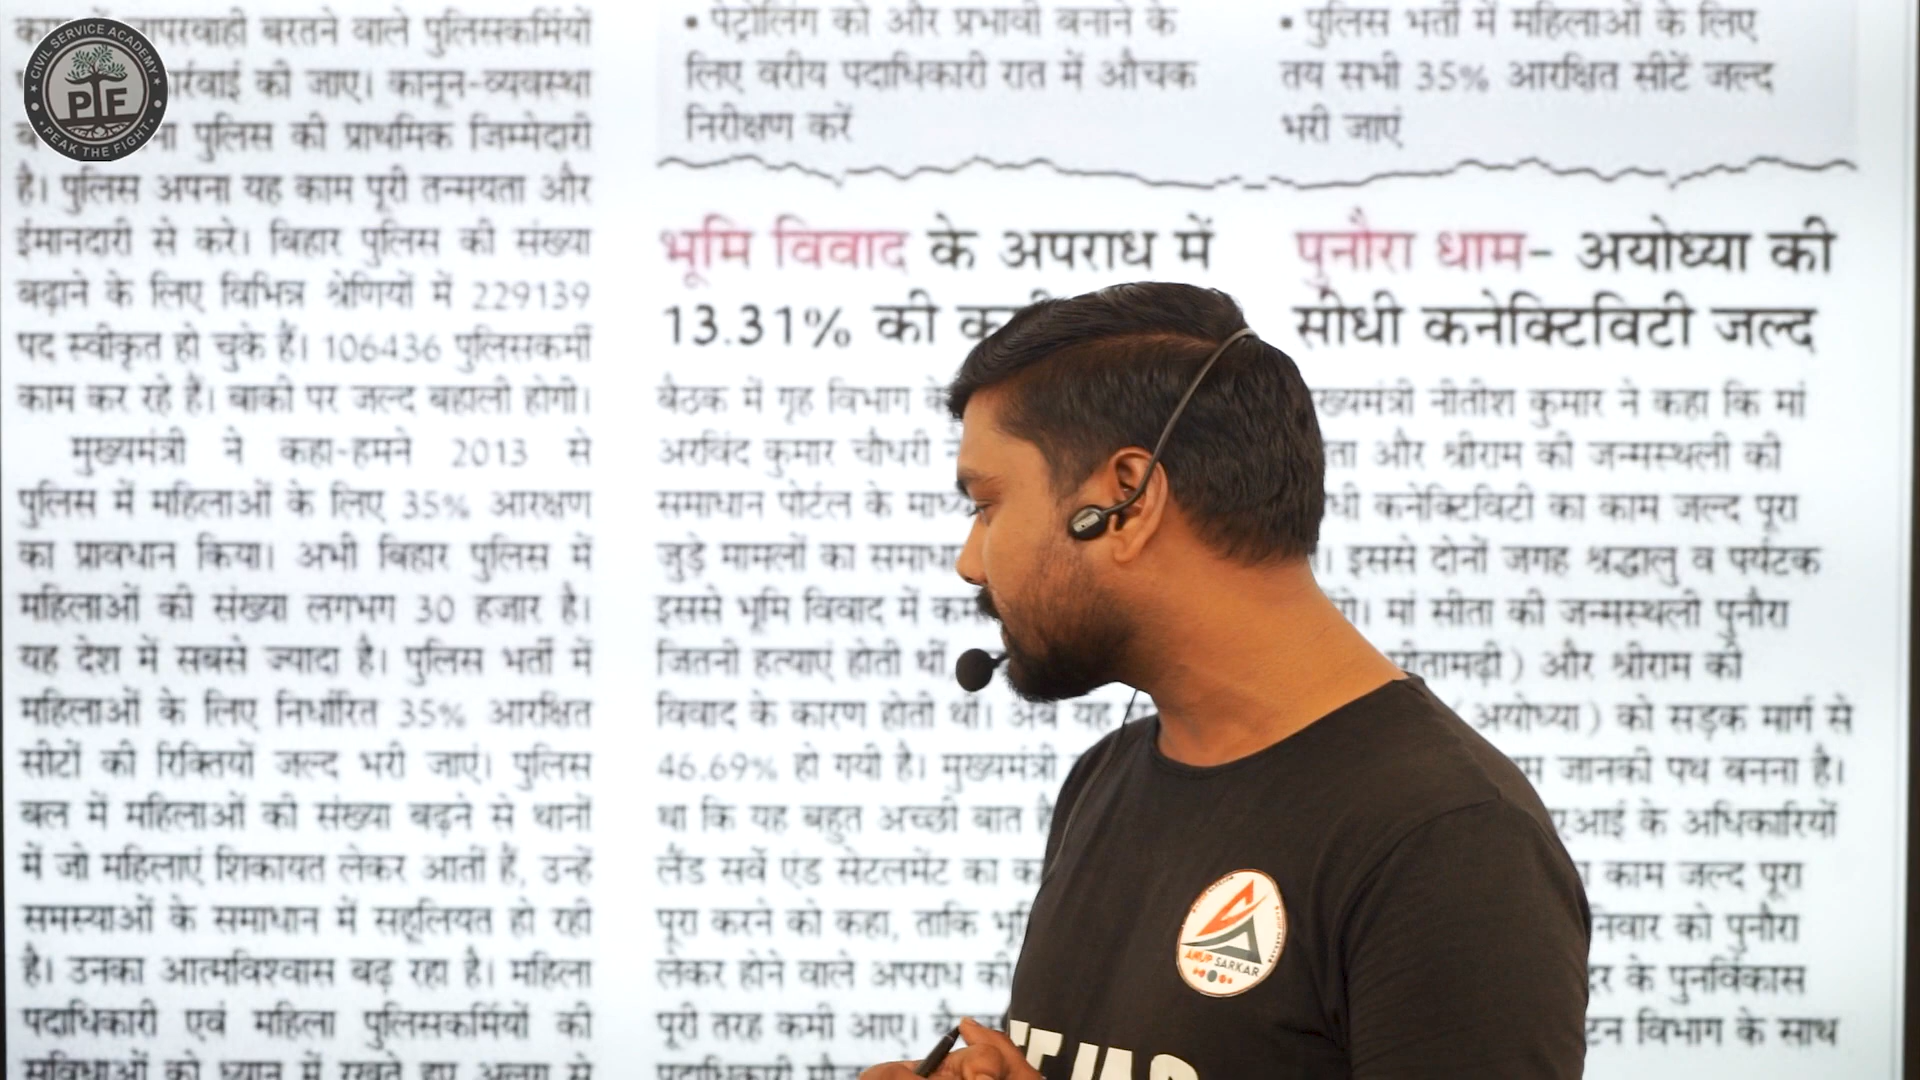 CIVIL SERVICE ACADEMY
PTF
PEAK THE FIGHT
लापरवाही बरतने वाले पुलिसकर्मियों
कार्रवाई की जाए। कानून-व्यवस्था
पुलिस की प्राथमिक जिम्मेदारी
है। पुलिस अपना यह काम पूरी तन्मयता और
ईमानदारी से करे। बिहार पुलिस की संख्या
बढ़ाने के लिए विभिन्न श्रेणियों में 229139
पद स्वीकृत हो चुके हैं। 106436 पुलिसकर्मी
काम कर रहे हैं। बाकी पर जल्द बहाली होगी।
मुख्यमंत्री ने कहा-हमने 2013 से
पुलिस में महिलाओं के लिए 35% आरक्षण
का प्रावधान किया। अभी बिहार पुलिस में
महिलाओं की संख्या लगभग 30 हजार है।
यह देश में सबसे ज्यादा है। पुलिस भर्ती में
महिलाओं के लिए निर्धारित 35% आरक्षित
सीटों की रिक्तियों जल्द भरी जाएं। पुलिस
बल में महिलाओं की संख्या बढ़ने से थानों
में जो महिलाएं शिकायत लेकर आती हैं, उन्हें
समस्याओं के समाधान में सहूलियत हो रही
है। उनका आत्मविश्वास बढ़ रहा है। महिला
पदाधिकारी एवं महिला पुलिसकर्मियों की
सुविधाओं को ध्यान में रखते हुए अलग से
• पेट्रोलिंग को और प्रभावी बनाने के
लिए वरीय पदाधिकारी रात में औचक
निरीक्षण करें
• पुलिस भर्ती में महिलाओं के लिए
तय सभी 35% आरक्षित सीटें जल्द
भरी जाएं
भूमि विवाद के अपराध में
13.31% की
बैठक में गृह विभाग के
अरविंद कुमार चौधरी
समाधान पोर्टल के
जुड़े मामलों का
इससे भूमि विवाद में
जितनी हत्याएं होती थीं
विवाद के कारण होती थीं। अब यह
46.69% हो गयी है। मुख्यमंत्री
था कि यह बहुत अच्छी बात
लैंड सर्वे एंड सेटलमेंट का
पूरा करने को कहा, ताकि
लेकर होने वाले अपराध
पूरी तरह कमी आए।
पदाधिकारी
पुनौरा धाम- अयोध्या की
सीधी कनेक्टिविटी जल्द
नीतीश कुमार ने कहा कि मां
और श्रीराम की जन्मस्थली की
कनेक्टिविटी का काम जल्द पूरा
इससे दोनों जगह श्रद्धालु व पर्यटक
मां सीता की जन्मस्थली पुनौरा
और श्रीराम की
(अयोध्या) को सड़क मार्ग से
जानकी पथ बनना है।
के अधिकारियों
काम जल्द पूरा
को पुनौरा
के पुनर्विकास
विभाग के साथ
ANUP SARKAR